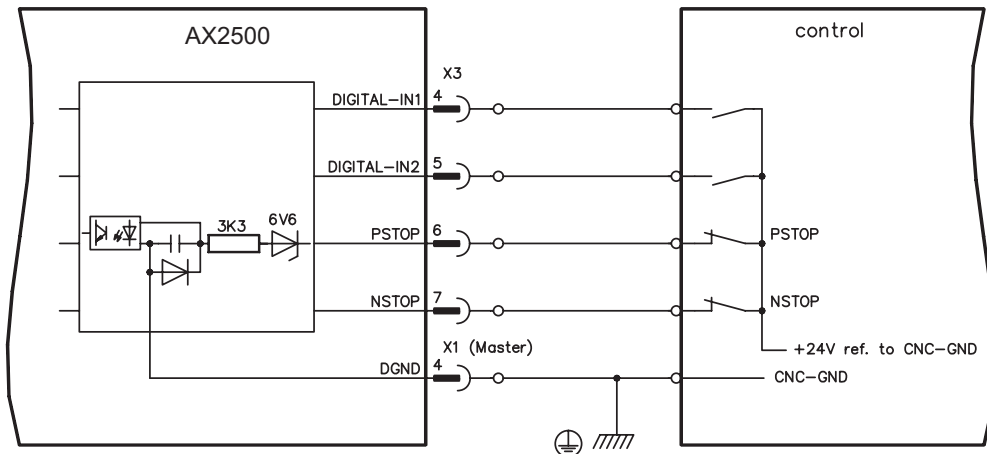 AX2500
control
X3
DIGITAL-IN1
4
DIGITAL-IN2
5
3K3
6V6
PSTOP
6
PSTOP
NSTOP
7
NSTOP
X1 (Master)
+24V ref. to CNC-GND
DGND
4
CNC-GND